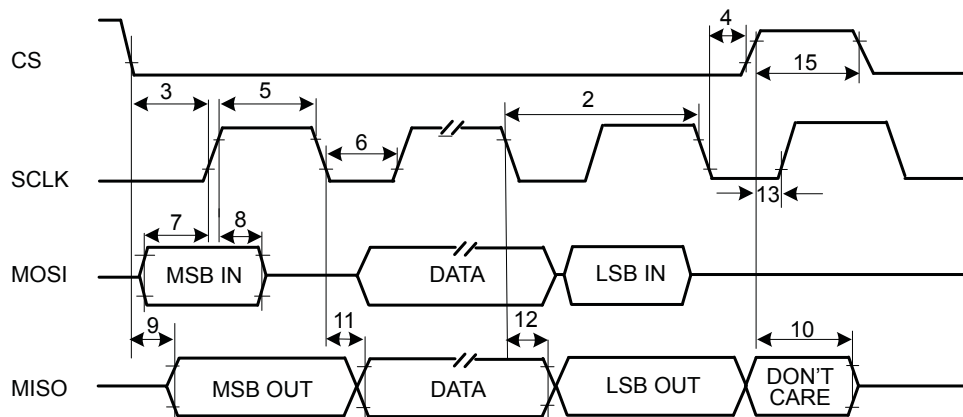 4
CS
15
3
5
2
6
SCLK
13
7
8
MOSI
MSB IN
DATA
LSB IN
9
11
12
10
MISO
MSB OUT
DATA
LSB OUT
DON'T
CARE